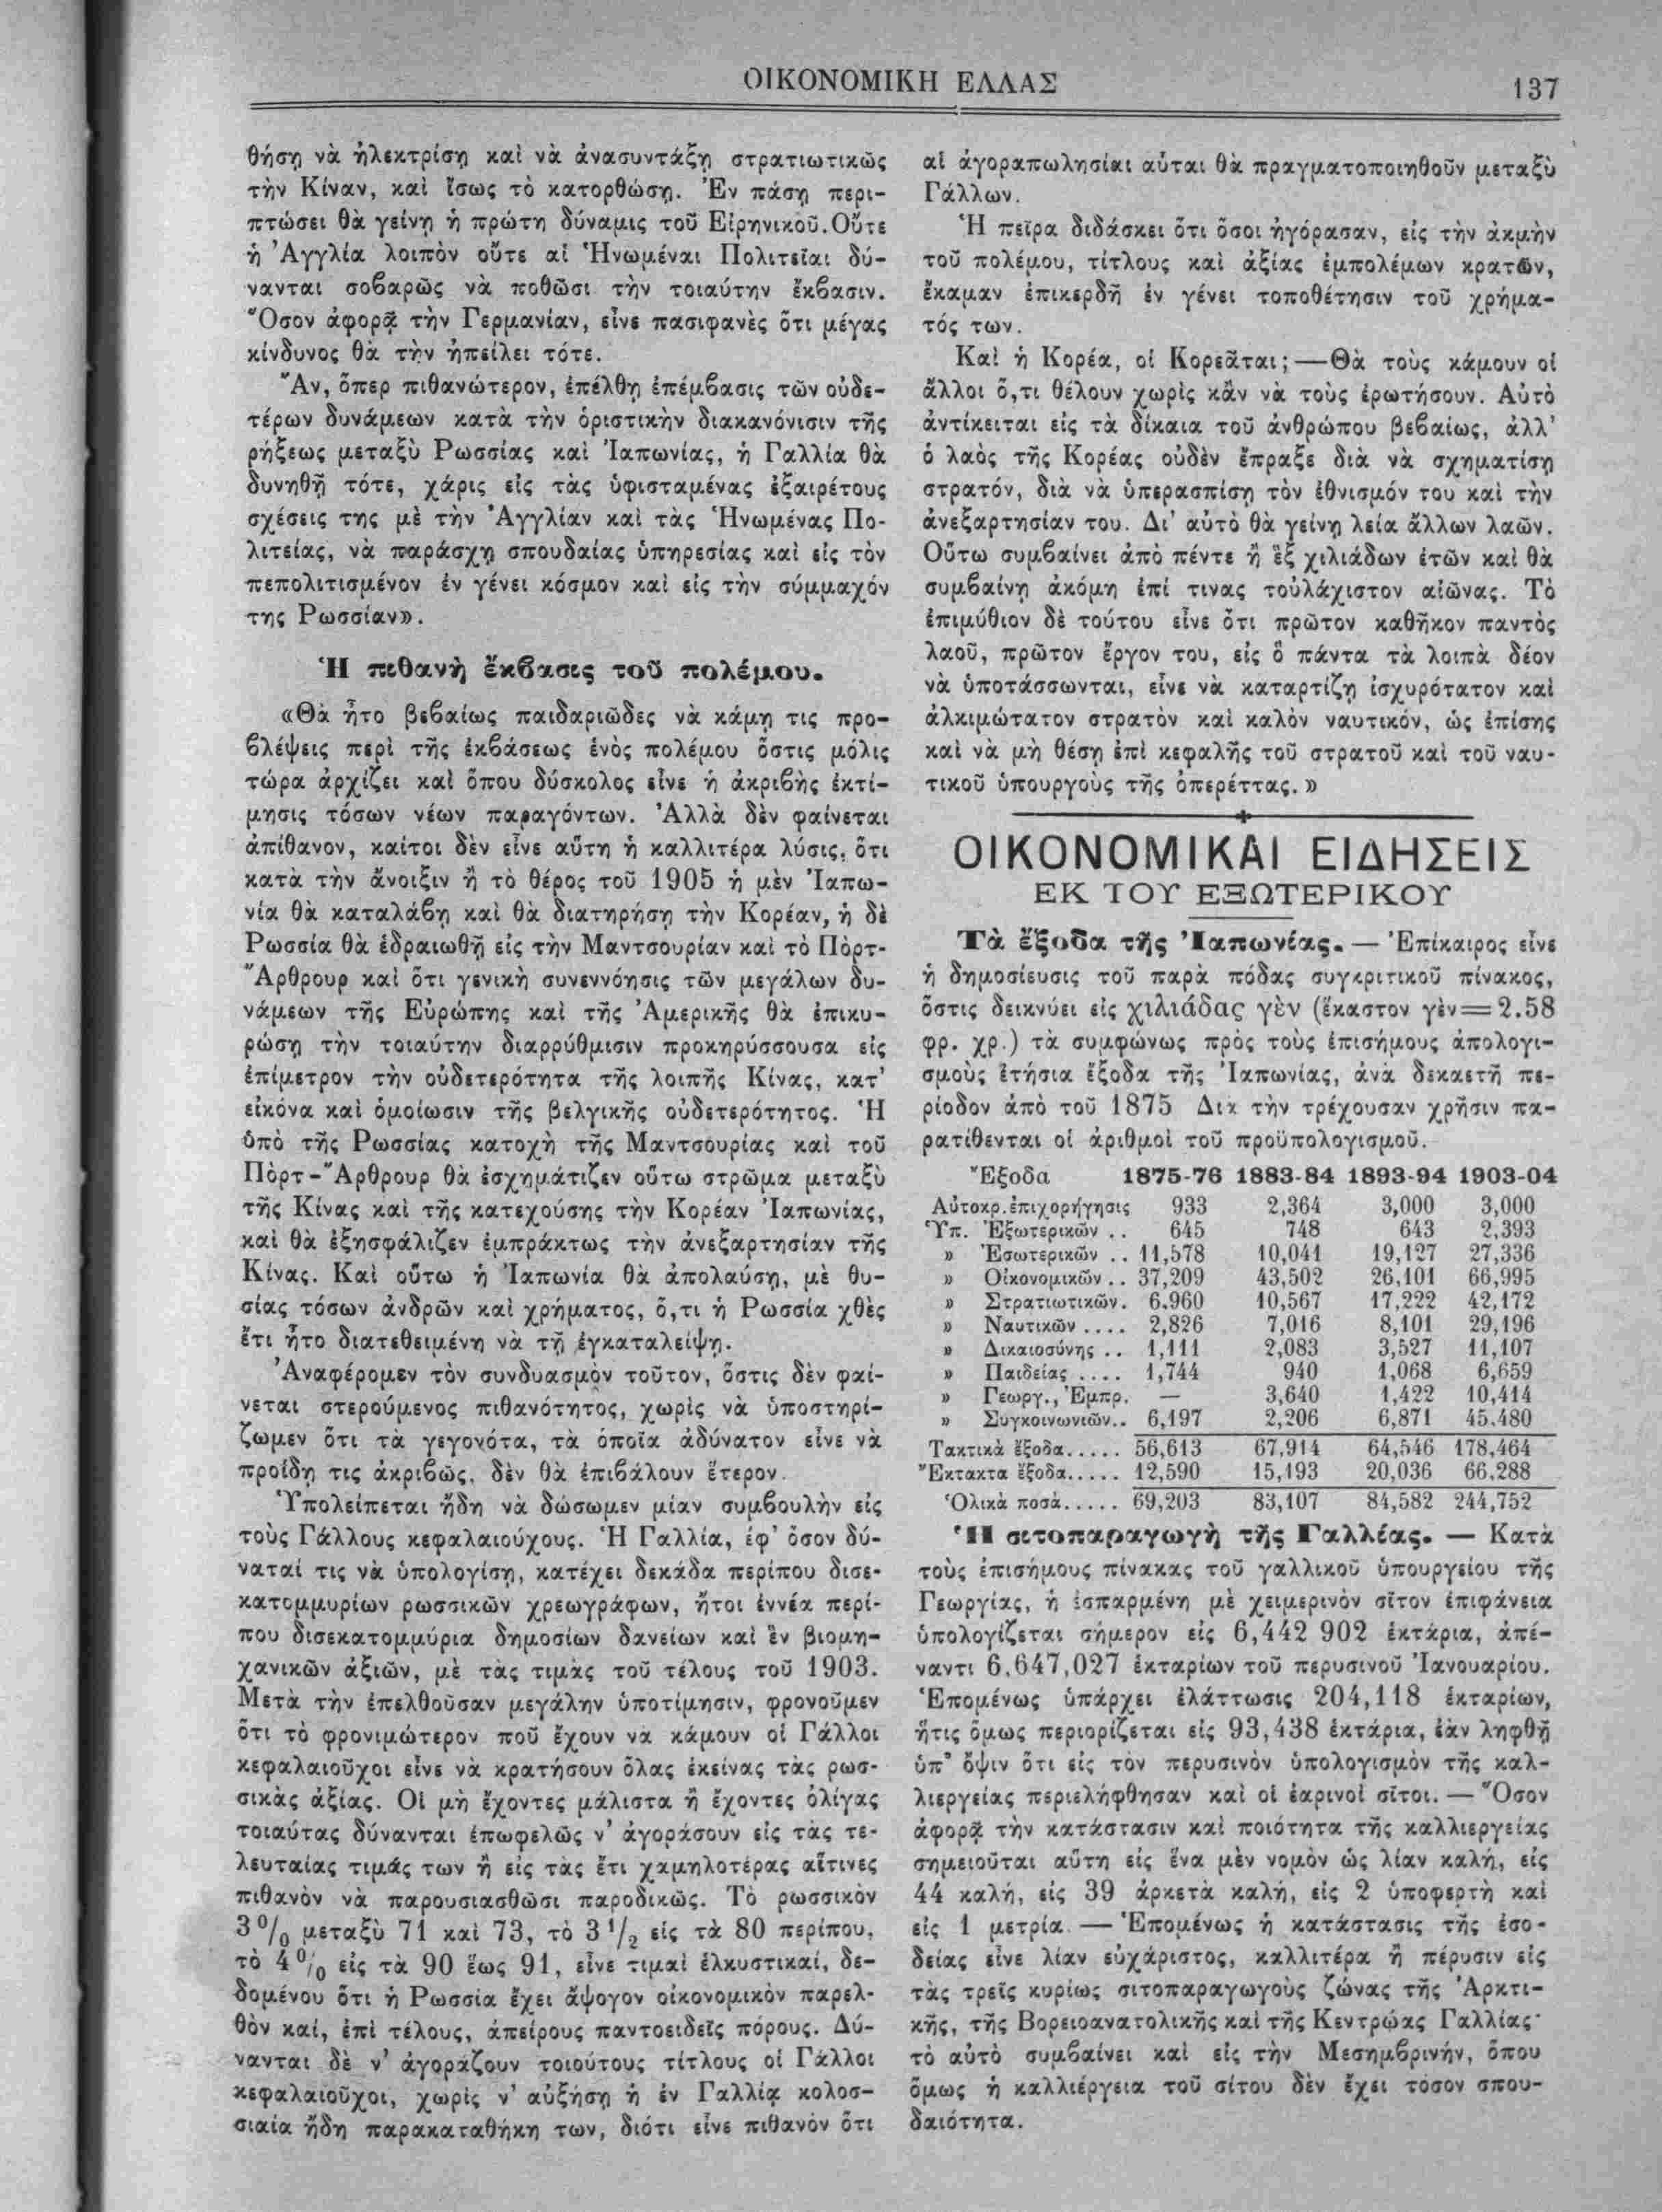 ΟΙΚΟΝΟΜΙΚΗ ΕΛΛΑΣ
137
θήσῃ νὰ ἠλεκτρίσῃ καὶ νὰ ἀνασυντάξῃ στρατιωτικῶς
τὴν Κίναν, καὶ ἴσως τὸ κατορθώσῃ. Ἐν πάσῃ περι-
πτώσει θὰ γείνῃ ἡ πρώτη δύναμις τοῦ Εἰρηνικοῦ. Οὔτε
ἡ Ἀγγλία λοιπὸν οὔτε αἱ Ἡνωμέναι Πολιτεῖαι δύ-
νανται σοβαρῶς νὰ ποθῶσι τὴν τοιαύτην ἔκβασιν.
Ὅσον ἀφορᾷ τὴν Γερμανίαν, εἶνε πασιφανὲς ὅτι μέγας
κίνδυνος θὰ τὴν ἠπείλει τότε.
Ἂν, ὅπερ πιθανώτερον, ἐπέλθῃ ἐπέμβασις τῶν οὐδε-
τέρων δυνάμεων κατὰ τὴν ὁριστικὴν διακανόνισιν τῆς
ρήξεως μεταξὺ Ρωσσίας καὶ Ἰαπωνίας, ἡ Γαλλία θὰ
δυνηθῇ τότε, χάρις εἰς τὰς ὑφισταμένας ἐξαιρέτους
σχέσεις της μὲ τὴν Ἀγγλίαν καὶ τὰς Ἡνωμένας Πο-
λιτείας, νὰ παράσχῃ σπουδαίας ὑπηρεσίας καὶ εἰς τὸν
πεπολιτισμένον ἐν γένει κόσμον καὶ εἰς τὴν σύμμαχόν
της Ρωσσίαν».
Ἡ πιθανὴ ἔκβασις τοῦ πολέμου.
«Θὰ ἦτο βεβαίως παιδαριῶδες νὰ κάμῃ τις προ-
βλέψεις περὶ τῆς ἐκβάσεως ἑνὸς πολέμου ὅστις μόλις
τώρα ἀρχίζει καὶ ὅπου δύσκολος εἶνε ἡ ἀκριβὴς ἐκτί-
μησις τόσων νέων παραγόντων. Ἀλλὰ δὲν φαίνεται
ἀπίθανον, καίτοι δὲν εἶνε αὕτη ἡ καλλιτέρα λύσις, ὅτι
κατὰ τὴν ἄνοιξιν ἢ τὸ θέρος τοῦ 1905 ἡ μὲν Ἰαπω-
νία θὰ καταλάβῃ καὶ θὰ διατηρήσῃ τὴν Κορέαν, ἡ δὲ
Ρωσσία θὰ ἑδραιωθῇ εἰς τὴν Μαντσουρίαν καὶ τὸ Πὸρτ-
Ἄρθρουρ καὶ ὅτι γενικὴ συνεννόησις τῶν μεγάλων δυ-
νάμεων τῆς Εὐρώπης καὶ τῆς Ἀμερικῆς θὰ ἐπικυ-
ρώσῃ τὴν τοιαύτην διαρρύθμισιν προκηρύσσουσα εἰς
ἐπίμετρον τὴν οὐδετερότητα τῆς λοιπῆς Κίνας, κατ'
εἰκόνα καὶ ὁμοίωσιν τῆς βελγικῆς οὐδετερότητος. Ἡ
ὑπὸ τῆς Ρωσσίας κατοχὴ τῆς Μαντσουρίας καὶ τοῦ
Πὸρτ-Ἄρθρουρ θὰ ἐσχημάτιζεν οὕτω στρῶμα μεταξὺ
τῆς Κίνας καὶ τῆς κατεχούσης τὴν Κορέαν Ἰαπωνίας,
καὶ θὰ ἐξησφάλιζεν ἐμπράκτως τὴν ἀνεξαρτησίαν τῆς
Κίνας. Καὶ οὕτω ἡ Ἰαπωνία θὰ ἀπολαύσῃ, μὲ θυ-
σίας τόσων ἀνδρῶν καὶ χρήματος, ὅ,τι ἡ Ρωσσία χθὲς
ἔτι ἦτο διατεθειμένη νὰ τῇ ἐγκαταλείψῃ.
Ἀναφέρομεν τὸν συνδυασμὸν τοῦτον, ὅστις δὲν φαί-
νεται στερούμενος πιθανότητος, χωρὶς νὰ ὑποστηρί-
ζωμεν ὅτι τὰ γεγονότα, τὰ ὁποῖα ἀδύνατον εἶνε νὰ
προΐδῃ τις ἀκριβῶς, δὲν θὰ ἐπιβάλουν ἕτερον.
Ὑπολείπεται ἤδη νὰ δώσωμεν μίαν συμβουλὴν εἰς
τοὺς Γάλλους κεφαλαιούχους. Ἡ Γαλλία, ἐφ' ὅσον δύ-
ναταί τις νὰ ὑπολογίσῃ, κατέχει δεκάδα περίπου δισε-
κατομμυρίων ρωσσικῶν χρεωγράφων, ἤτοι ἐννέα περί-
που δισεκατομμύρια δημοσίων δανείων καὶ ἓν βιομη-
χανικῶν ἀξιῶν, μὲ τὰς τιμὰς τοῦ τέλους τοῦ 1903.
Μετὰ τὴν ἐπελθοῦσαν μεγάλην ὑποτίμησιν, φρονοῦμεν
ὅτι τὸ φρονιμώτερον ποῦ ἔχουν νὰ κάμουν οἱ Γάλλοι
κεφαλαιοῦχοι εἶνε νὰ κρατήσουν ὅλας ἐκείνας τὰς ρωσ-
σικὰς ἀξίας. Οἱ μὴ ἔχοντες μάλιστα ἢ ἔχοντες ὀλίγας
τοιαύτας δύνανται ἐπωφελῶς ν' ἀγοράσουν εἰς τὰς τε-
λευταίας τιμάς των ἢ εἰς τὰς ἔτι χαμηλοτέρας αἵτινες
πιθανὸν νὰ παρουσιασθῶσι παροδικῶς. Τὸ ρωσσικὸν
3% μεταξὺ 71 καὶ 73, τὸ 3 1/2 εἰς τὰ 80 περίπου,
τὸ 4% εἰς τὰ 90 ἕως 91, εἶνε τιμαὶ ἑλκυστικαί, δε-
δομένου ὅτι ἡ Ρωσσία ἔχει ἄψογον οἰκονομικὸν παρελ-
θὸν καί, ἐπὶ τέλους, ἀπείρους παντοειδεῖς πόρους. Δύ-
νανται δὲ ν' ἀγοράζουν τοιούτους τίτλους οἱ Γάλλοι
κεφαλαιοῦχοι, χωρὶς ν' αὐξήσῃ ἡ ἐν Γαλλίᾳ κολοσ-
σιαία ἤδη παρακαταθήκη των, διότι εἶνε πιθανὸν ὅτι
αἱ ἀγοραπωλησίαι αὗται θὰ πραγματοποιηθοῦν μεταξὺ
Γάλλων.
Ἡ πεῖρα διδάσκει ὅτι ὅσοι ἠγόρασαν, εἰς τὴν ἀκμὴν
τοῦ πολέμου, τίτλους καὶ ἀξίας ἐμπολέμων κρατῶν,
ἔκαμαν ἐπικερδῆ ἐν γένει τοποθέτησιν τοῦ χρήμα-
τός των.
Καὶ ἡ Κορέα, οἱ Κορεᾶται;—Θὰ τοὺς κάμουν οἱ
ἄλλοι ὅ,τι θέλουν χωρὶς κἂν νὰ τοὺς ἐρωτήσουν. Αὐτὸ
ἀντίκειται εἰς τὰ δίκαια τοῦ ἀνθρώπου βεβαίως, ἀλλ'
ὁ λαὸς τῆς Κορέας οὐδὲν ἔπραξε διὰ νὰ σχηματίσῃ
στρατόν, διὰ νὰ ὑπερασπίσῃ τὸν ἐθνισμόν του καὶ τὴν
ἀνεξαρτησίαν του. Δι' αὐτὸ θὰ γείνῃ λεία ἄλλων λαῶν.
Οὕτω συμβαίνει ἀπὸ πέντε ἢ ἓξ χιλιάδων ἐτῶν καὶ θὰ
συμβαίνῃ ἀκόμη ἐπί τινας τοὐλάχιστον αἰῶνας. Τὸ
ἐπιμύθιον δὲ τούτου εἶνε ὅτι πρῶτον καθῆκον παντὸς
λαοῦ, πρῶτον ἔργον του, εἰς ὃ πάντα τὰ λοιπὰ δέον
νὰ ὑποτάσσωνται, εἶνε νὰ καταρτίζῃ ἰσχυρότατον καὶ
ἀλκιμώτατον στρατὸν καὶ καλὸν ναυτικόν, ὡς ἐπίσης
καὶ νὰ μὴ θέσῃ ἐπὶ κεφαλῆς τοῦ στρατοῦ καὶ τοῦ ναυ-
τικοῦ ὑπουργοὺς τῆς ὀπερέττας.»
ΟΙΚΟΝΟΜΙΚΑΙ ΕΙΔΗΣΕΙΣ
ΕΚ ΤΟΥ ΕΞΩΤΕΡΙΚΟΥ
Τὰ ἔξοδα τῆς Ἰαπωνίας. — Ἐπίκαιρος εἶνε
ἡ δημοσίευσις τοῦ παρὰ πόδας συγκριτικοῦ πίνακος,
ὅστις δεικνύει εἰς χιλιάδας γὲν (ἕκαστον γὲν=2.58
φρ. χρ.) τὰ συμφώνως πρὸς τοὺς ἐπισήμους ἀπολογι-
σμοὺς ἐτήσια ἔξοδα τῆς Ἰαπωνίας, ἀνὰ δεκαετῆ πε-
ρίοδον ἀπὸ τοῦ 1875 Διὰ τὴν τρέχουσαν χρῆσιν πα-
ρατίθενται οἱ ἀριθμοὶ τοῦ προϋπολογισμοῦ.
Ἔξοδα 1875-76 1883-84 1893-94 1903-04
Αὐτοκρ. ἐπιχορήγησις 933 2,364 3,000 3,000
Ὑπ. Ἐξωτερικῶν .. 645 748 643 2,393
» Ἐσωτερικῶν .. 11,578 10,041 19,127 27,336
» Οἰκονομικῶν .. 37,209 43,502 26,101 66,995
» Στρατιωτικῶν. 6.960 10,567 17,222 42,172
» Ναυτικῶν .... 2,826 7,016 8,101 29,196
» Δικαιοσύνης .. 1,111 2,083 3,527 11,107
» Παιδείας .... 1,744 940 1,068 6,659
» Γεωργ., Ἐμπρ. — 3,640 1,422 10,414
» Συγκοινωνιῶν.. 6,197 2,206 6,871 45.480
Τακτικὰ ἔξοδα..... 56,613 67,914 64,546 178,464
Ἔκτακτα ἔξοδα..... 12,590 15,193 20,036 66,288
Ὁλικὰ ποσὰ..... 69,203 83,107 84,582 244,752
Ἡ σιτοπαραγωγὴ τῆς Γαλλίας. — Κατὰ
τοὺς ἐπισήμους πίνακας τοῦ γαλλικοῦ ὑπουργείου τῆς
Γεωργίας, ἡ ἐσπαρμένη μὲ χειμερινὸν σῖτον ἐπιφάνεια
ὑπολογίζεται σήμερον εἰς 6,442 902 ἑκτάρια, ἀπέ-
ναντι 6,647,027 ἑκταρίων τοῦ περυσινοῦ Ἰανουαρίου.
Ἑπομένως ὑπάρχει ἐλάττωσις 204,118 ἑκταρίων,
ἥτις ὅμως περιορίζεται εἰς 93,438 ἑκτάρια, ἐὰν ληφθῇ
ὑπ' ὄψιν ὅτι εἰς τὸν περυσινὸν ὑπολογισμὸν τῆς καλ-
λιεργείας περιελήφθησαν καὶ οἱ ἐαρινοὶ σῖτοι. — Ὅσον
ἀφορᾷ τὴν κατάστασιν καὶ ποιότητα τῆς καλλιεργείας
σημειοῦται αὕτη εἰς ἕνα μὲν νομὸν ὡς λίαν καλή, εἰς
44 καλή, εἰς 39 ἀρκετὰ καλή, εἰς 2 ὑποφερτὴ καὶ
εἰς 1 μετρία. — Ἑπομένως ἡ κατάστασις τῆς ἐσο-
δείας εἶνε λίαν εὐχάριστος, καλλιτέρα ἢ πέρυσιν εἰς
τὰς τρεῖς κυρίως σιτοπαραγωγοὺς ζώνας τῆς Ἀρκτι-
κῆς, τῆς Βορειοανατολικῆς καὶ τῆς Κεντρῴας Γαλλίας·
τὸ αὐτὸ συμβαίνει καὶ εἰς τὴν Μεσημβρινήν, ὅπου
ὅμως ἡ καλλιέργεια τοῦ σίτου δὲν ἔχει τόσον σπου-
δαιότητα.